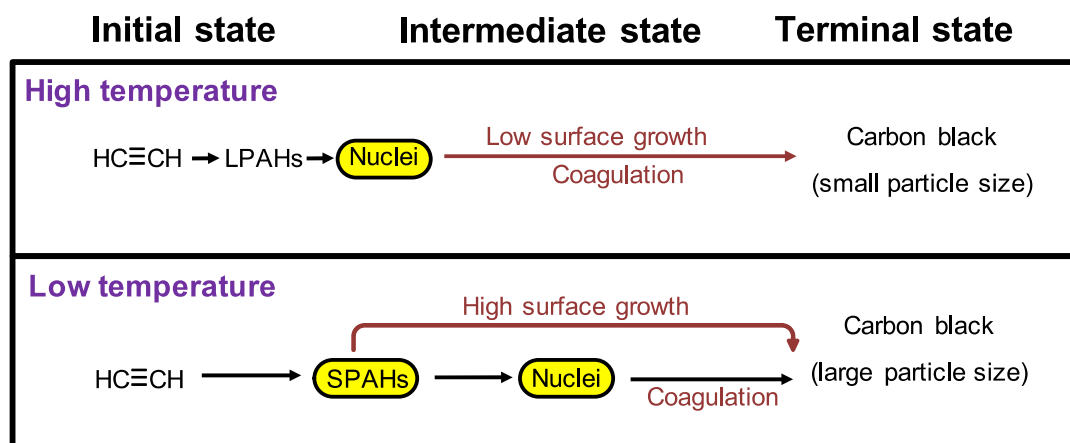 Initial state Intermediate state Terminal state
High temperature
HC≡CH LPAHs Nuclei Low surface growth Carbon black
Coagulation (small particle size)
Low temperature
High surface growth Carbon black
HC≡CH SPAHs Nuclei Coagulation (large particle size)